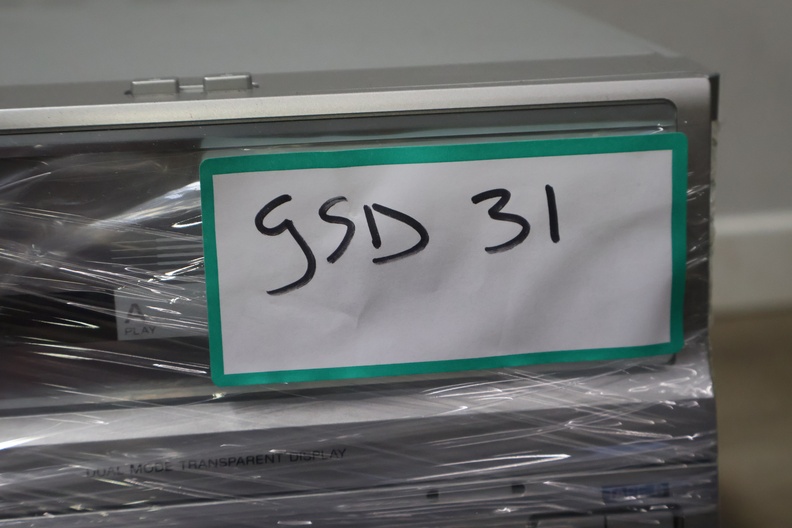 GSD 31
A
PLAY
DUAL MODE TRANSPARENT DISPLAY